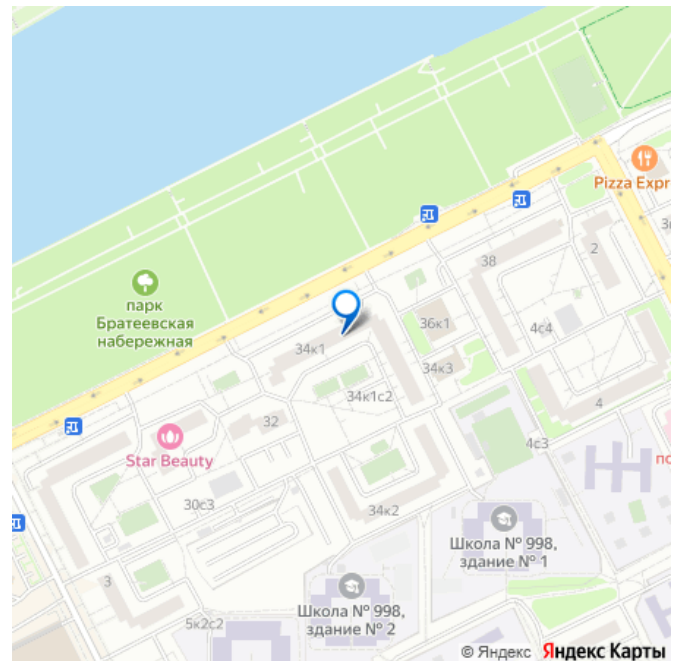 Pizza Expr
38
2
парк
Братеевская
набережная
36к1
4с4
34к1
34к3
34к1с2
4
32
Star Beauty
4с3
по
30с3
34к2
Школа № 998,
здание № 1
3
Школа № 998,
здание № 2
5к2с2
© Яндекс Яндекс Карты